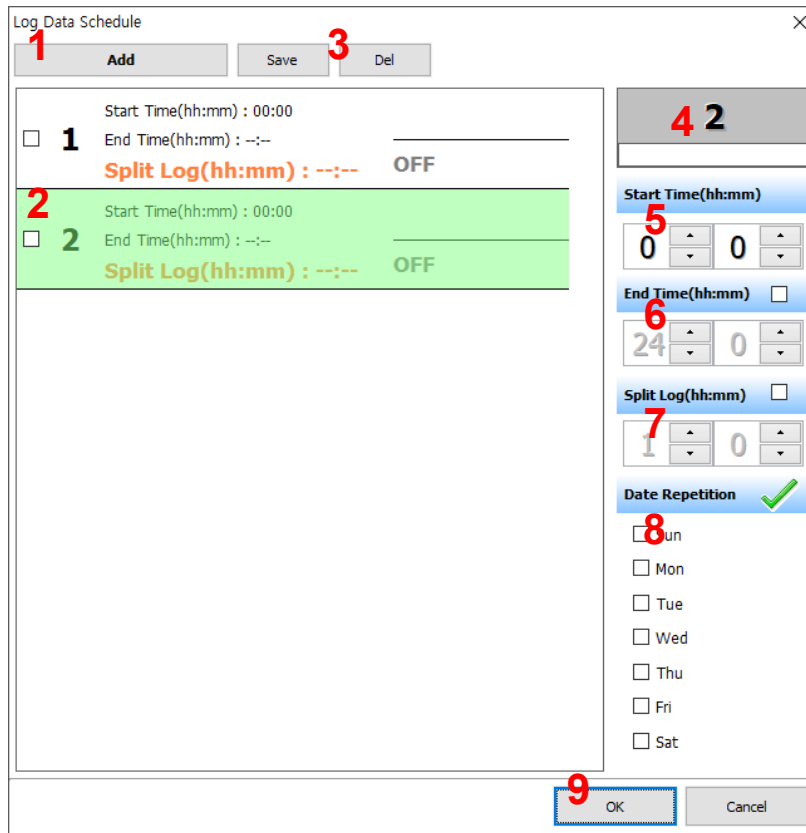 Log Data Schedule
1 Add Save 3 Del
Start Time(hh:mm) : 00:00
1 End Time(hh:mm) : --:--
Split Log(hh:mm) : --:-- OFF
2 Start Time(hh:mm) : 00:00
2 End Time(hh:mm) : --:--
Split Log(hh:mm) : --:-- OFF
4 2
Start Time(hh:mm)
5
0 0
End Time(hh:mm)
6
24 0
Split Log(hh:mm)
7
1 0
Date Repetition
8
Sun
Mon
Tue
Wed
Thu
Fri
Sat
9 OK Cancel